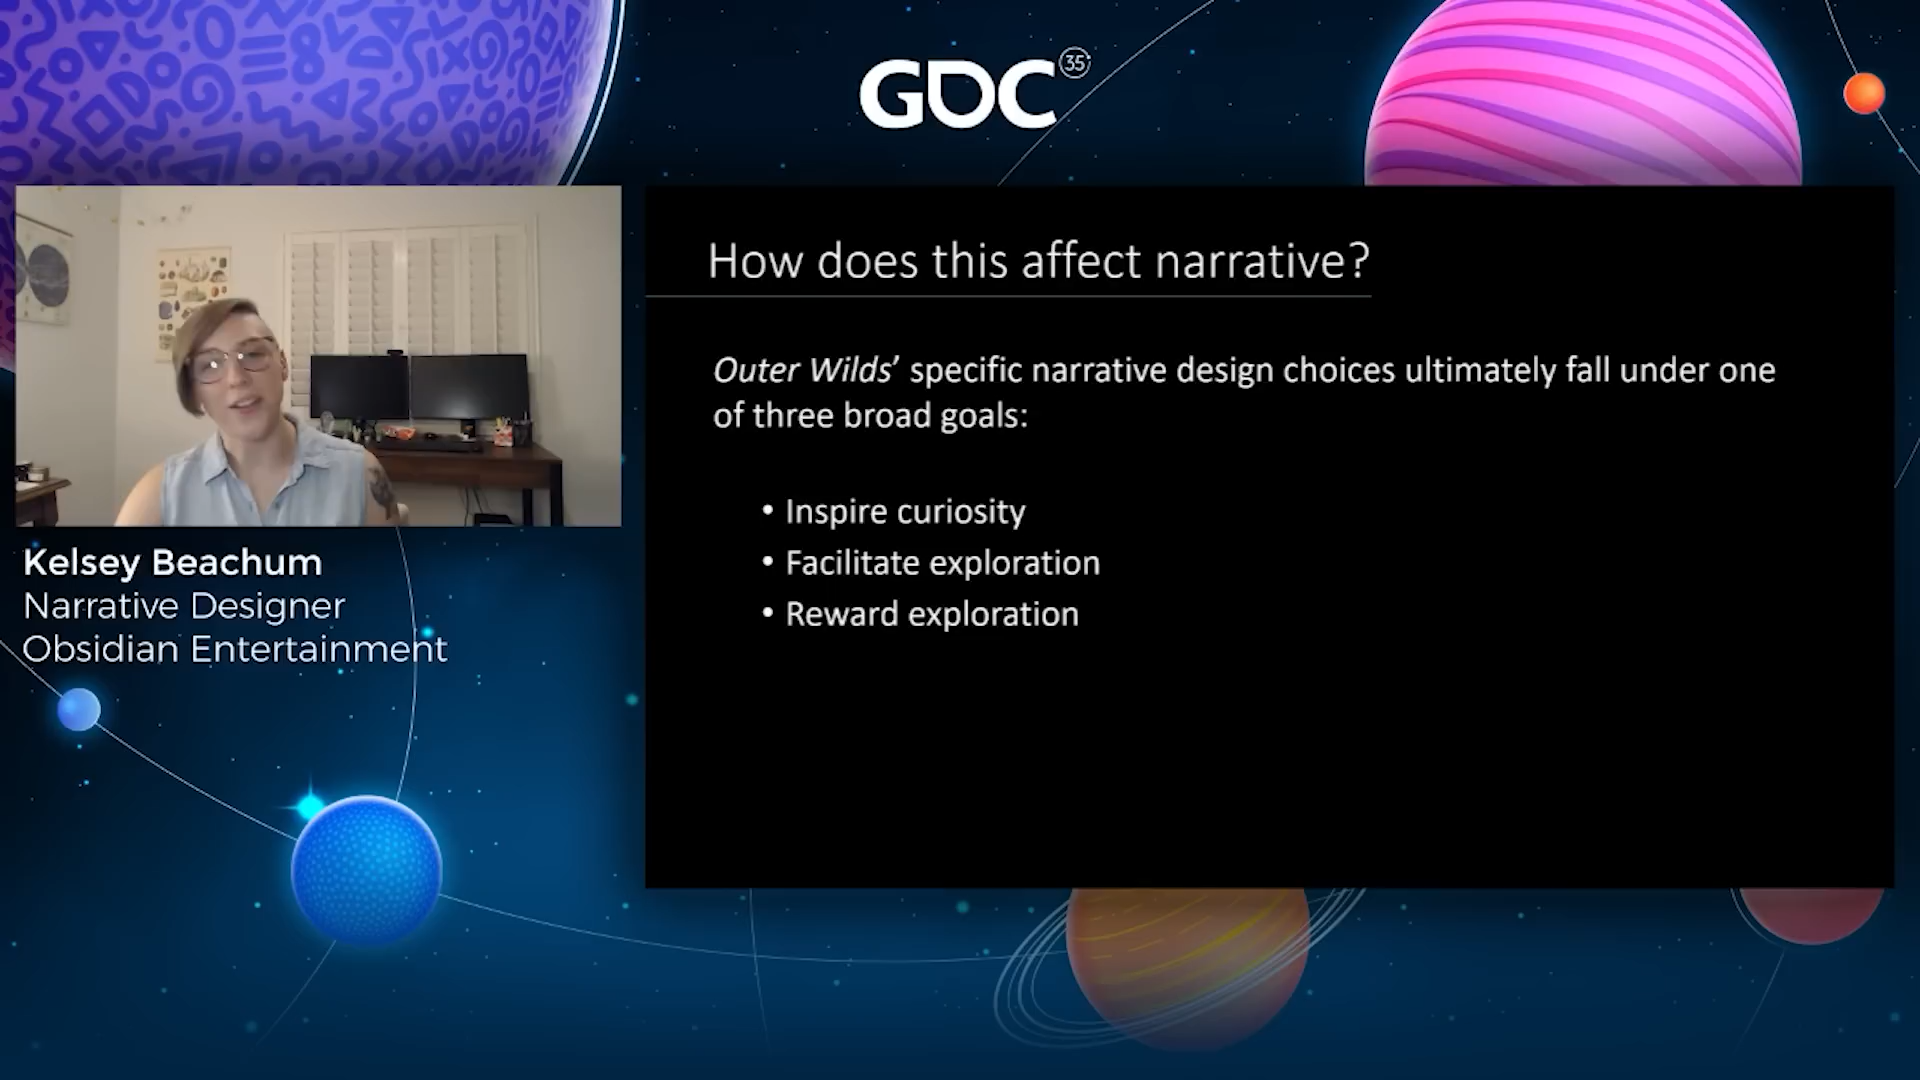 GDC 35
How does this affect narrative?
Outer Wilds’ specific narrative design choices ultimately fall under one
of three broad goals:
• Inspire curiosity
• Facilitate exploration
• Reward exploration
Kelsey Beachum
Narrative Designer
Obsidian Entertainment